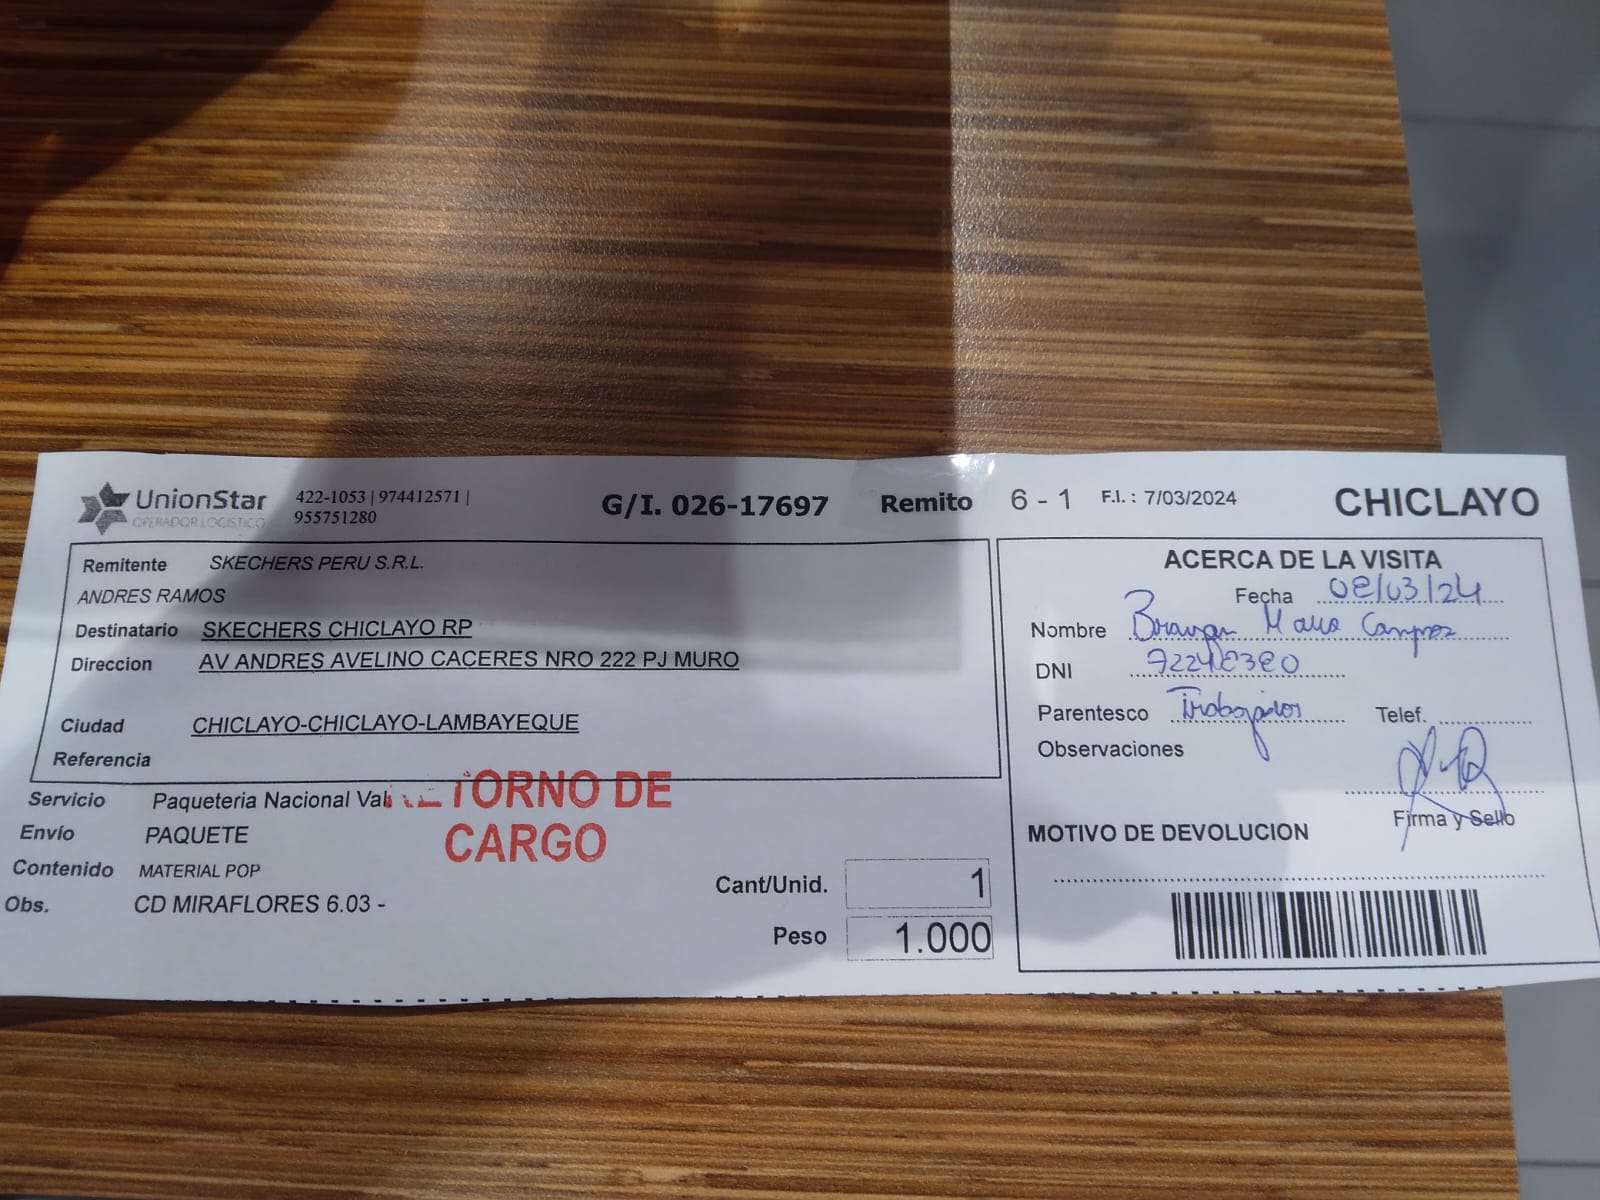 UnionStar
OPERADOR LOGISTICO
422-1053 | 974412571 |
955751280
G/I. 026-17697
Remito 6 - 1
F.I. : 7/03/2024
CHICLAYO
Remitente SKECHERS PERU S.R.L.
ANDRES RAMOS
Destinatario SKECHERS CHICLAYO RP
Direccion AV ANDRES AVELINO CACERES NRO 222 PJ MURO
Ciudad CHICLAYO-CHICLAYO-LAMBAYEQUE
Referencia
Servicio Paqueteria Nacional Val
RETORNO DE
CARGO
Envío PAQUETE
Contenido MATERIAL POP
Obs. CD MIRAFLORES 6.03 -
Cant/Unid. 1
Peso 1.000
ACERCA DE LA VISITA
Fecha 08/03/24
Nombre
DNI
Parentesco Trabajador
Telef.
Observaciones
Firma y Sello
MOTIVO DE DEVOLUCION